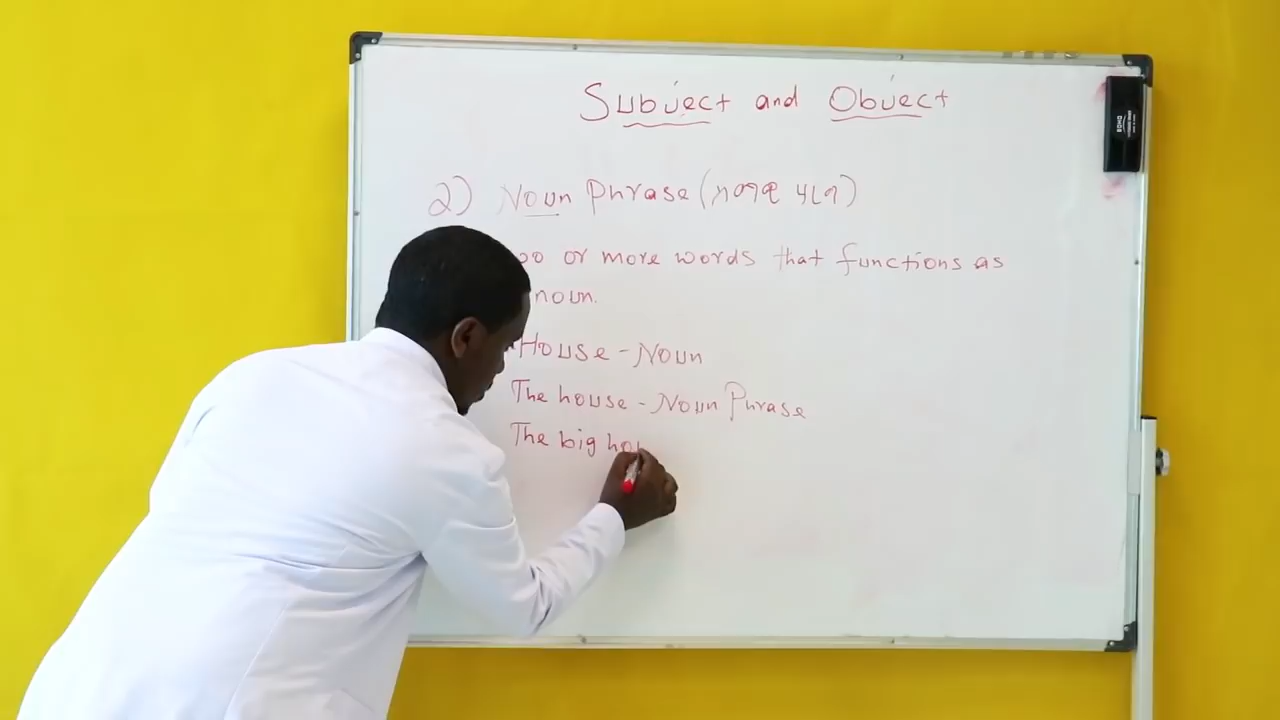 Subject and Object
2) Noun Phrase (
or more words that functions as
noun.
House - Noun
The house - Noun Phrase
The big